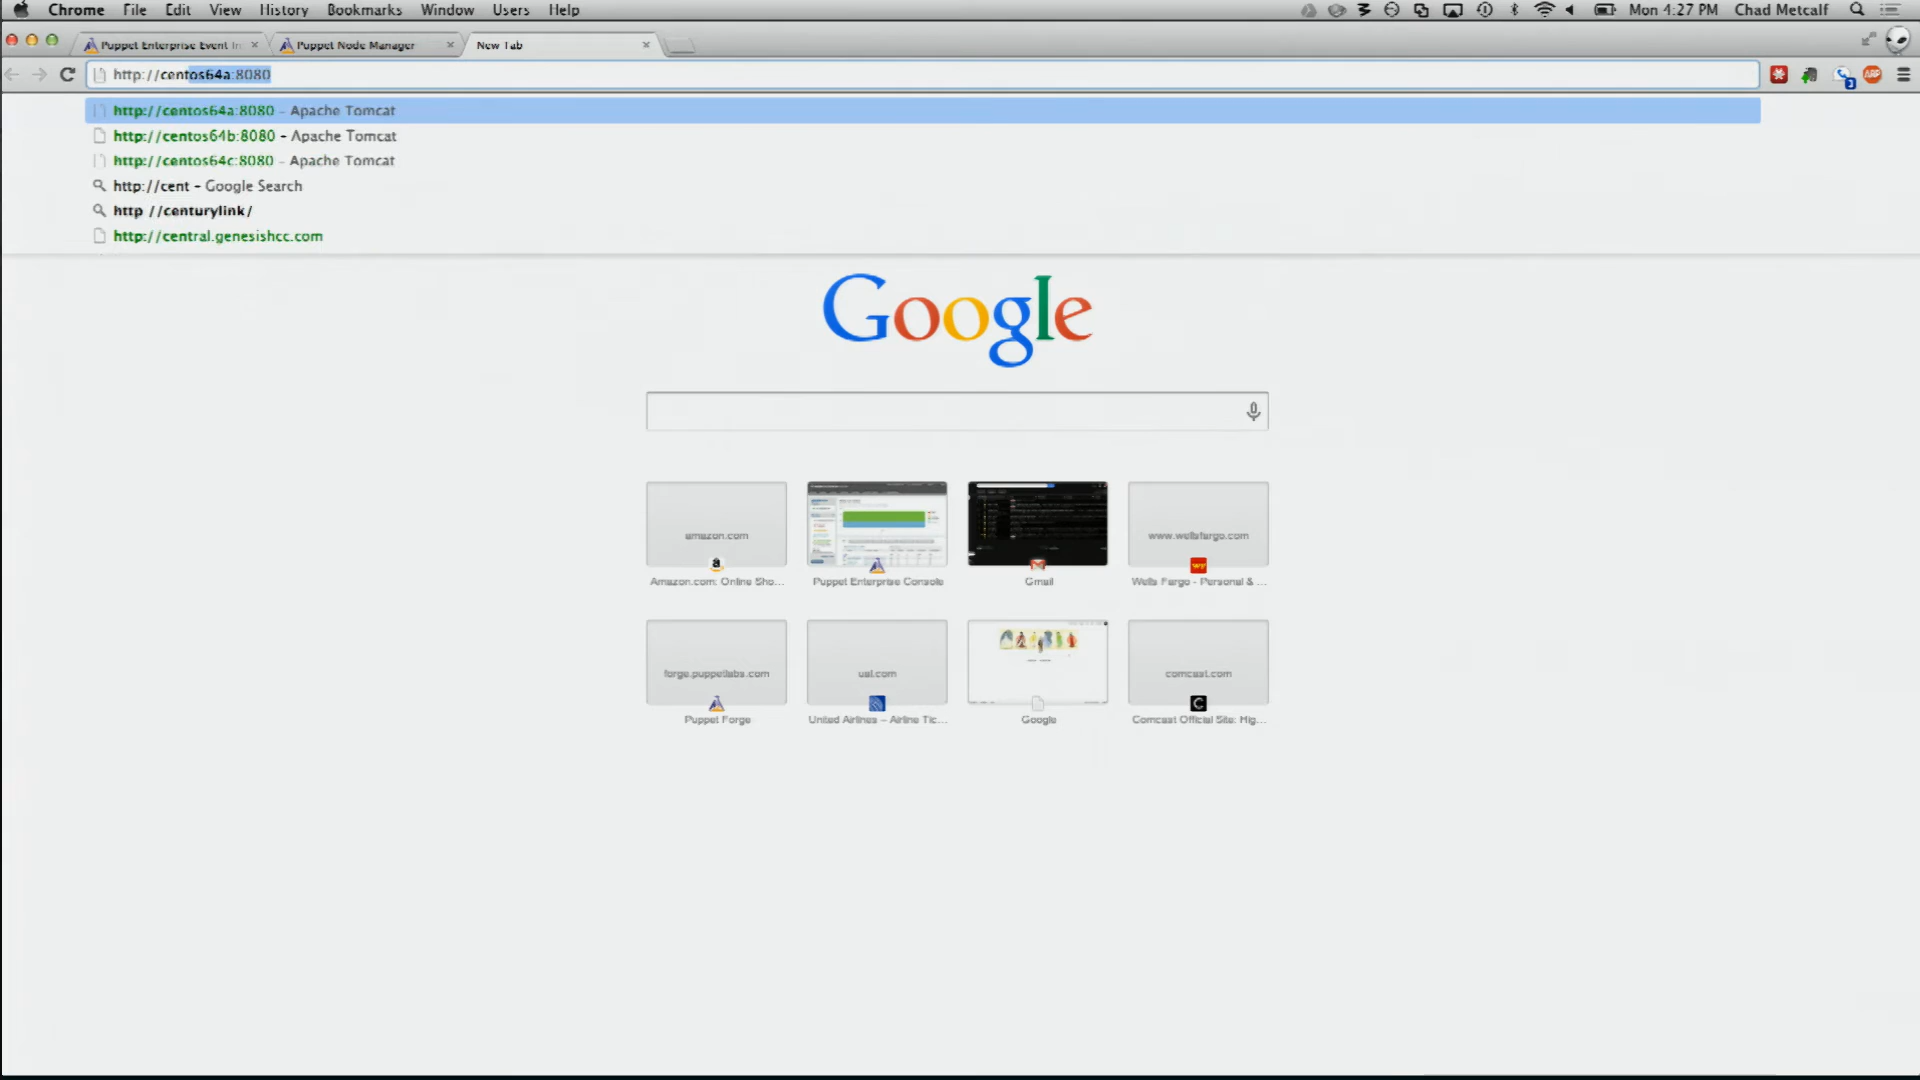 Chrome File Edit View History Bookmarks Window Users Help Mon 4:27 PM Chad Metcalf
Puppet Enterprise Event In Puppet Node Manager New Tab
http://centos64a:8080
http://centos64a:8080 - Apache Tomcat
http://centos64b:8080 - Apache Tomcat
http://centos64c:8080 - Apache Tomcat
http://cent - Google Search
http //centurylink/
http://central.genesishcc.com
Google
amazon.com www.wellsfargo.com
Amazon.com: Online Sho... Puppet Enterprise Console Gmail Wells Fargo - Personal & ...
forge.puppetlabs.com ual.com comcast.com
Puppet Forge United Airlines – Airline Tic... Google Comcast Official Site: Hig...